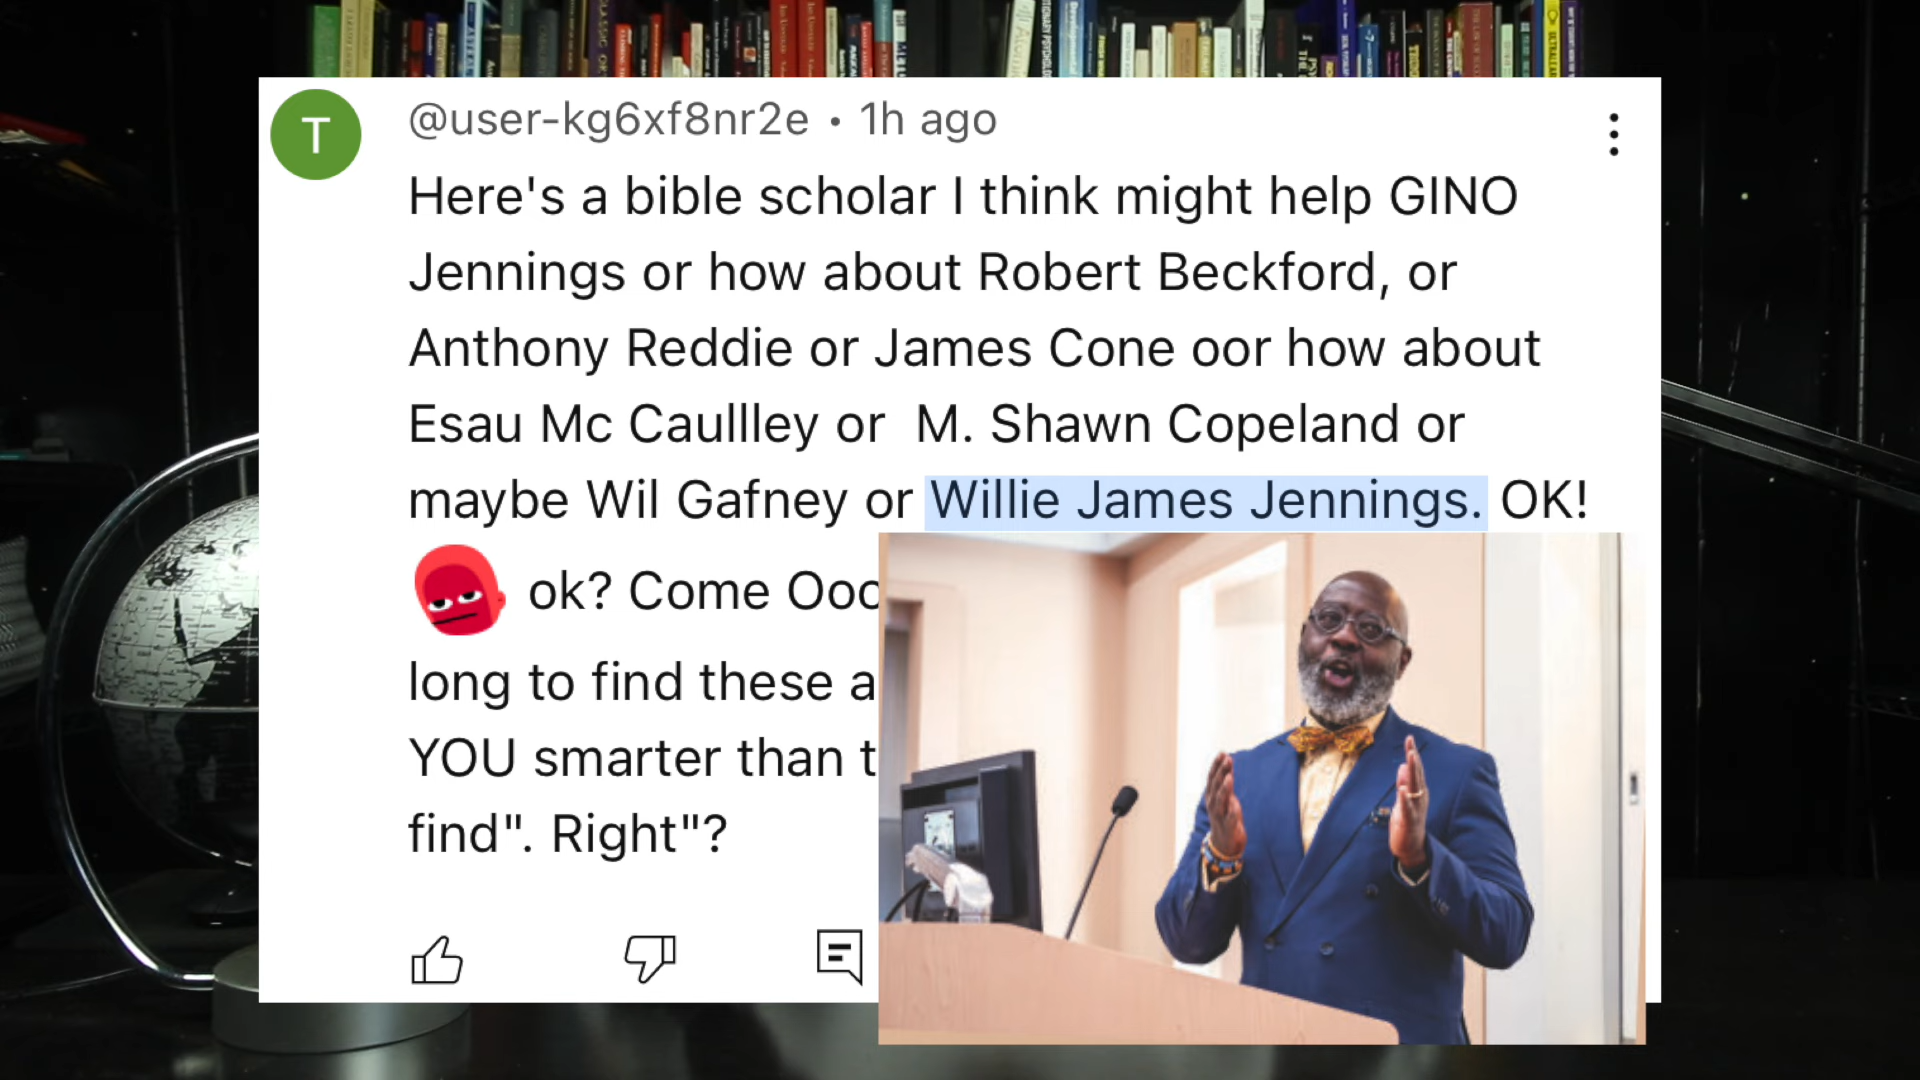 T
@user-kg6xf8nr2e • 1h ago
Here's a bible scholar I think might help GINO
Jennings or how about Robert Beckford, or
Anthony Reddie or James Cone oor how about
Esau Mc Caullley or M. Shawn Copeland or
maybe Wil Gafney or Willie James Jennings. OK!
ok? Come
long to find these a
YOU smarter than t
find". Right"?